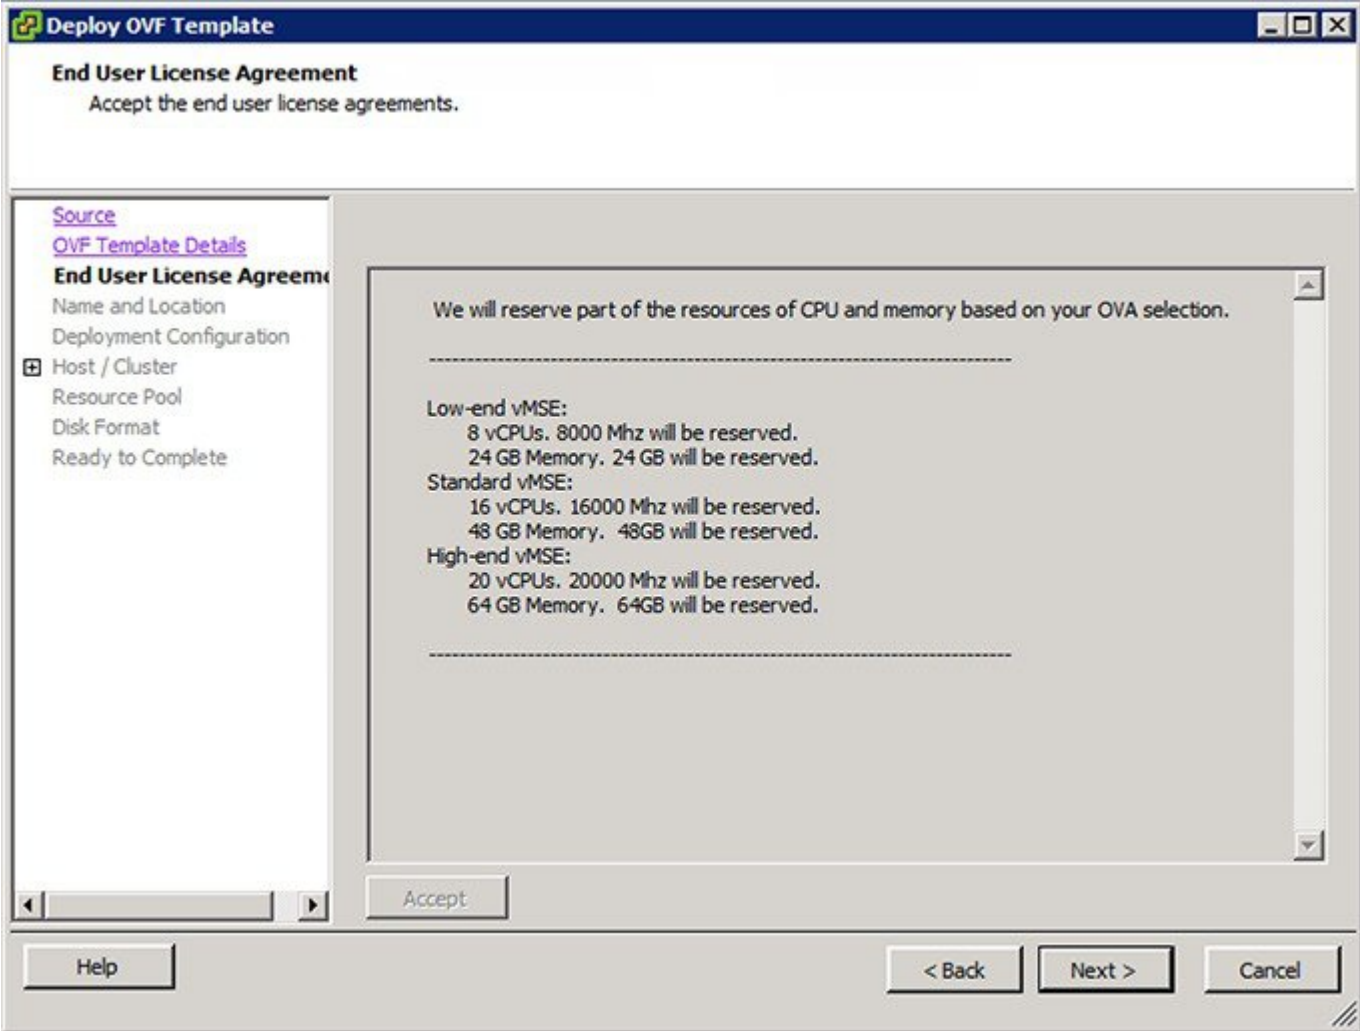 Deploy OVF Template
End User License Agreement
Accept the end user license agreements.
Source
OVF Template Details
End User License Agreeme
Name and Location
Deployment Configuration
Host / Cluster
Resource Pool
Disk Format
Ready to Complete
We will reserve part of the resources of CPU and memory based on your OVA selection.
--------------------------------------------------------------------------------
Low-end vMSE:
8 vCPUs. 8000 Mhz will be reserved.
24 GB Memory. 24 GB will be reserved.
Standard vMSE:
16 vCPUs. 16000 Mhz will be reserved.
48 GB Memory.  48GB will be reserved.
High-end vMSE:
20 vCPUs. 20000 Mhz will be reserved.
64 GB Memory.  64GB will be reserved.
--------------------------------------------------------------------------------
Accept
Help
< Back
Next >
Cancel